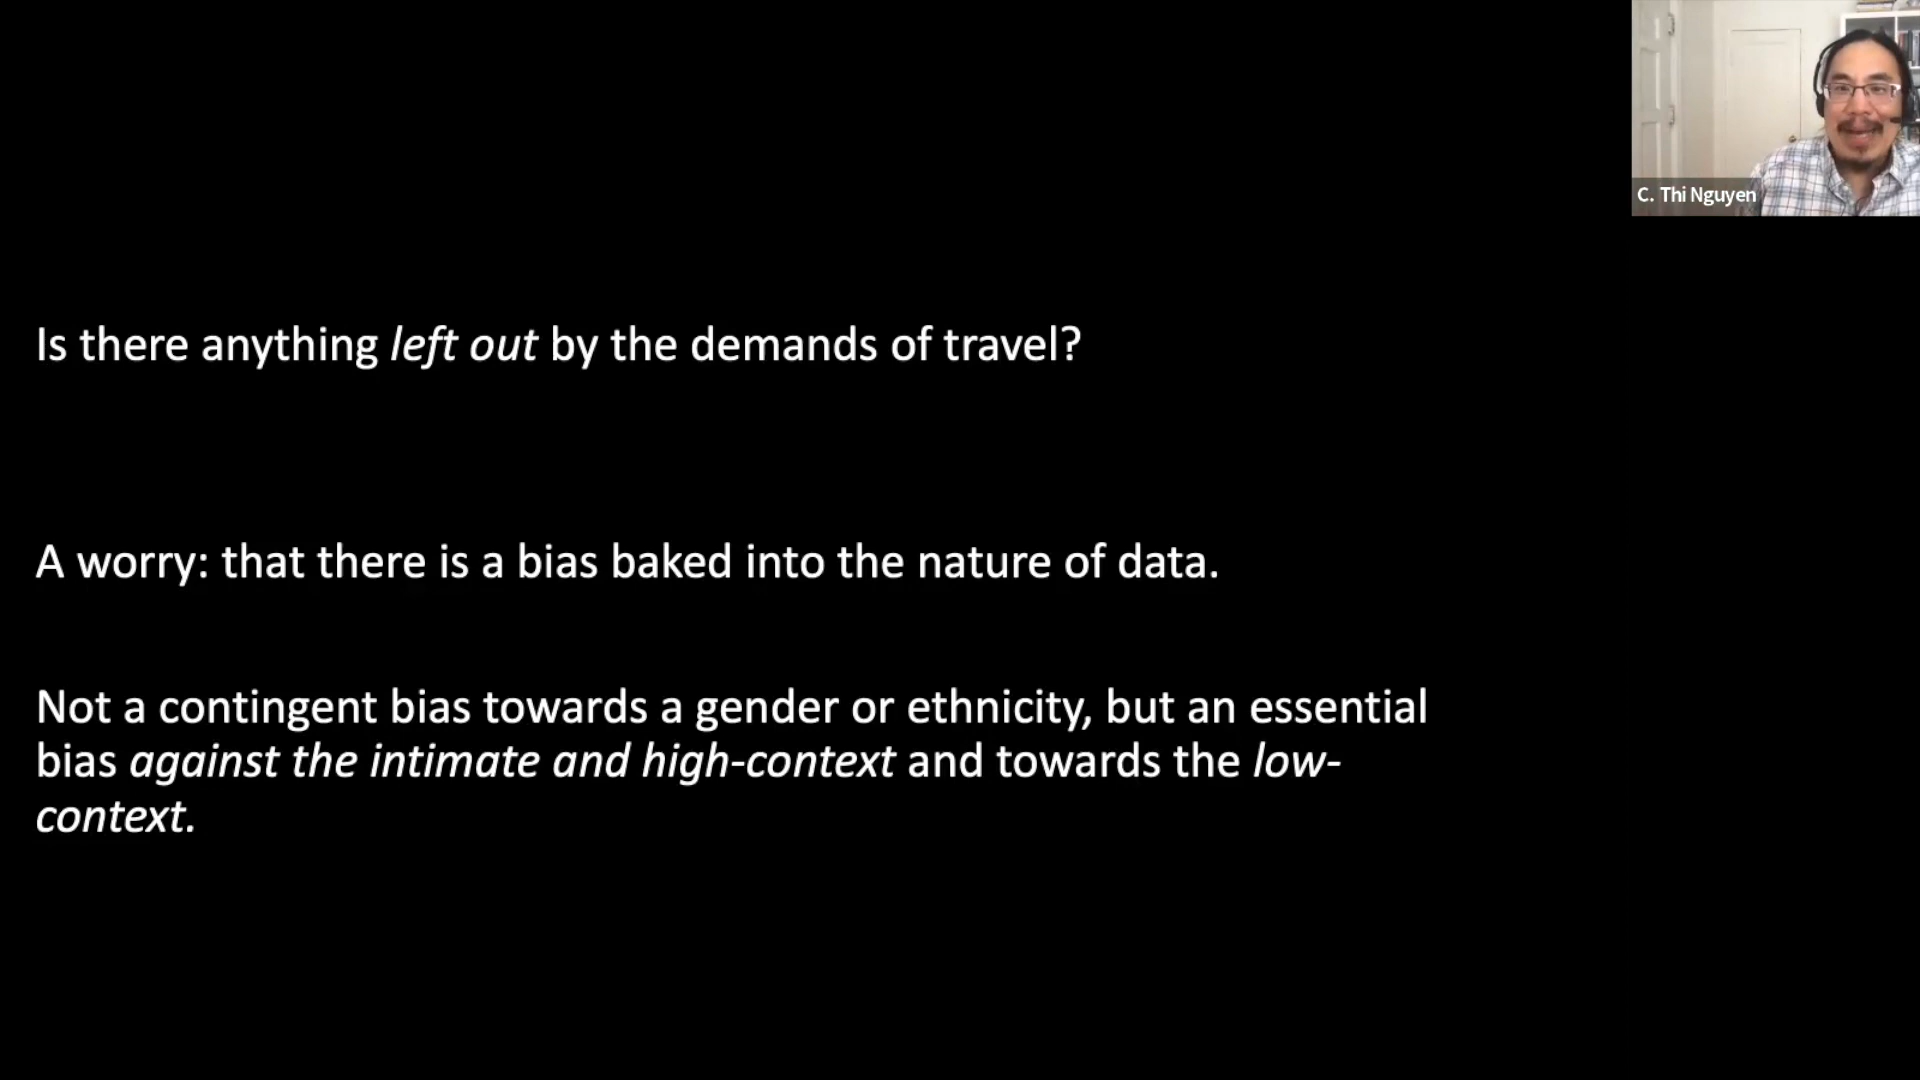 C. Thi Nguyen
Is there anything left out by the demands of travel?
A worry: that there is a bias baked into the nature of data.
Not a contingent bias towards a gender or ethnicity, but an essential
bias against the intimate and high-context and towards the low-
context.